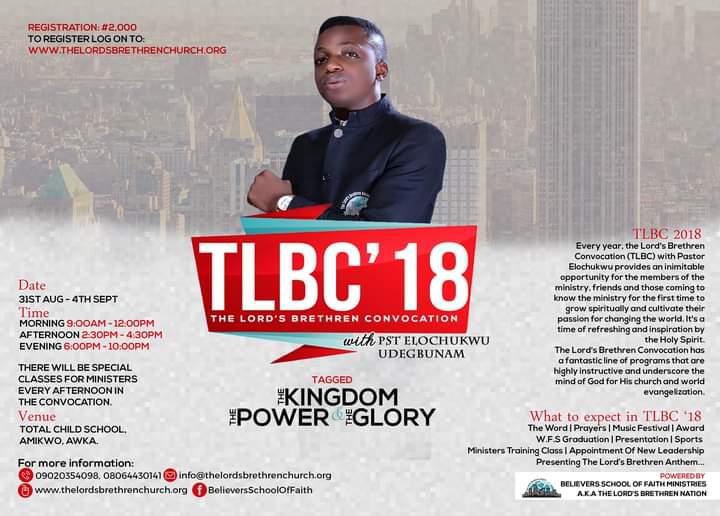 REGISTRATION: #2,000
TO REGISTER LOG ON TO:
WWW.THELORDSBRETHRENCHURCH.ORG
TLBC'18
THE LORD'S BRETHREN CONVOCATION
with PST ELOCHUKWU
UDEGBUNAM
TAGGED
THE KINGDOM
THE POWER & THE GLORY
Date
31ST AUG - 4TH SEPT
Time
MORNING 9:00AM - 12:00PM
AFTERNOON 2:30PM - 4:30PM
EVENING 6:00PM - 10:00PM
THERE WILL BE SPECIAL
CLASSES FOR MINISTERS
EVERY AFTERNOON IN
THE CONVOCATION.
Venue
TOTAL CHILD SCHOOL,
AMIKWO, AWKA.
For more information:
09020354098, 08064430141 info@thelordsbrethrenchurch.org
www.thelordsbrethrenchurch.org BelieversSchoolOfFaith
TLBC 2018
Every year, the Lord's Brethren
Convocation (TLBC) with Pastor
Elochukwu provides an inimitable
opportunity for the members of the
ministry, friends and those coming to
know the ministry for the first time to
grow spiritually and cultivate their
passion for changing the world. It's a
time of refreshing and inspiration by
the Holy Spirit.
The Lord's Brethren Convocation has
a fantastic line of programs that are
highly instructive and underscore the
mind of God for His church and world
evangelization.
What to expect in TLBC '18
The Word | Prayers | Music Festival | Award
W.F.S Graduation | Presentation | Sports
Ministers Training Class | Appointment Of New Leadership
Presenting The Lord's Brethren Anthem...
POWERED BY
BELIEVERS SCHOOL OF FAITH MINISTRIES
A.K.A THE LORD'S BRETHREN NATION